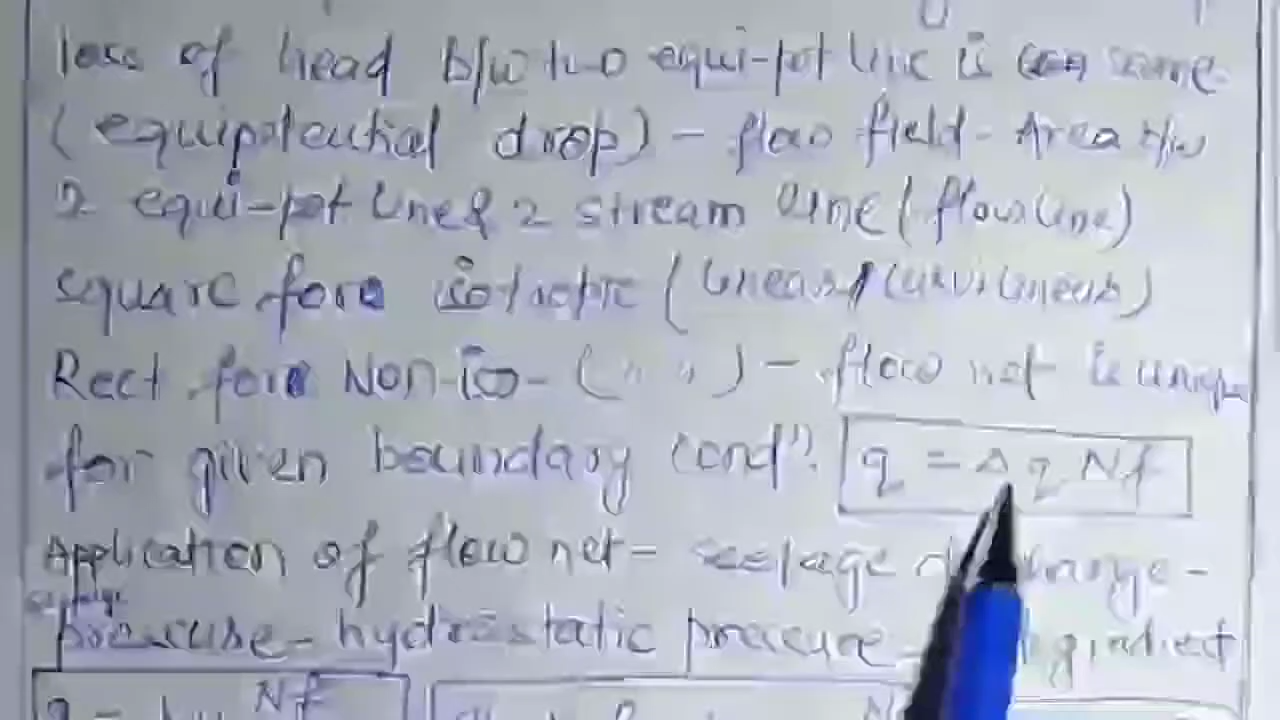 loss of head b/w two equi-pot line is same.
(equipotential drop) - flow field - Area b/w
2 equi-pot line & 2 stream line (flow line)
square for isotropic (linear / curvilinear)
Rect for Non-iso- (" ") - flow net is unique
for given boundary condn. q = Δq Nf
Application of flow net - seepage
pressure - hydrostatic pressure - gradient
q = Nf